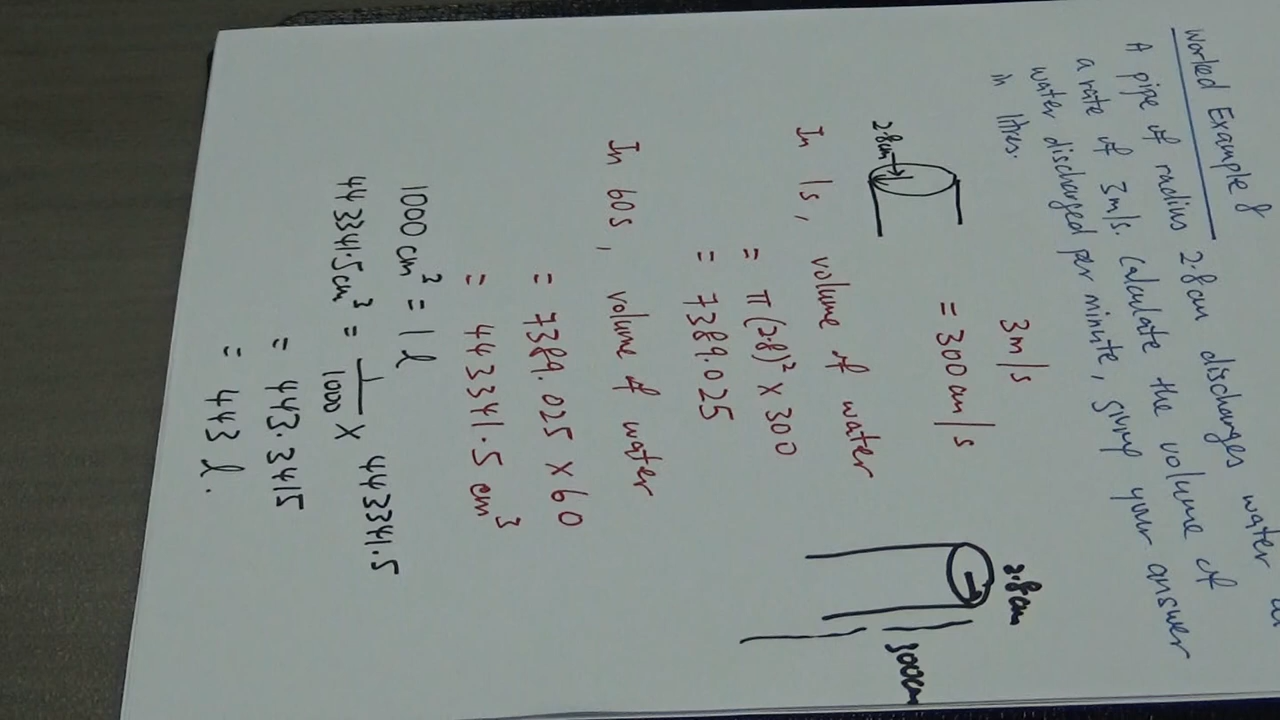 Worked Example 8
A pipe of radius 2.8cm discharges water
a rate of 3m/s. Calculate the volume of
water discharged per minute, giving your answer
in litres.
3m/s
= 300cm/s
2.8cm
2.8cm
300cm
In 1s, volume of water
= π(2.8)² × 300
= 7389.025
In 60s, volume of water
= 7389.025 × 60
= 443341.5 cm³
1000 cm³ = 1 l
443341.5cm³ = 1/1000 × 443341.5
= 443.3415
= 443 l.